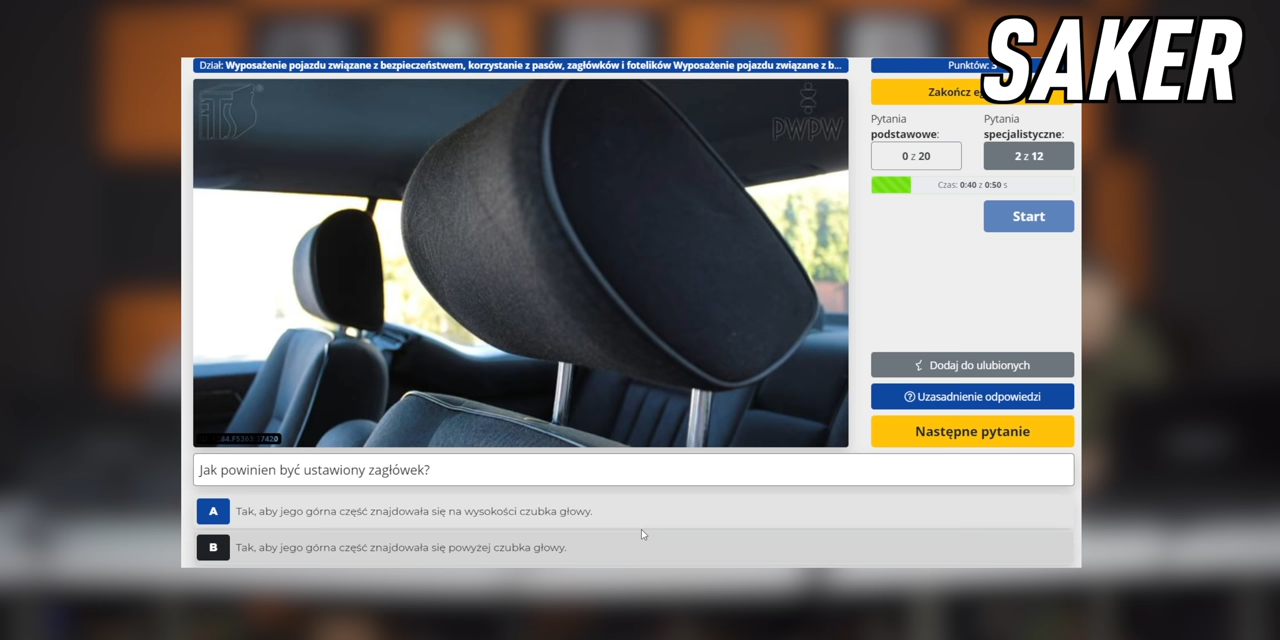 SAKER
Dział: Wyposażenie pojazdu związane z bezpieczeństwem, korzystanie z pasów, zagłówków i fotelików Wyposażenie pojazdu związane z b...
Punktów: 3
Zakończ
ITS
PWPW
Pytania
podstawowe:
0 z 20
Pytania
specjalistyczne:
2 z 12
Czas: 0:40 z 0:50 s
Start
Dodaj do ulubionych
Uzasadnienie odpowiedzi
Następne pytanie
Jak powinien być ustawiony zagłówek?
A Tak, aby jego górna część znajdowała się na wysokości czubka głowy.
B Tak, aby jego górna część znajdowała się powyżej czubka głowy.